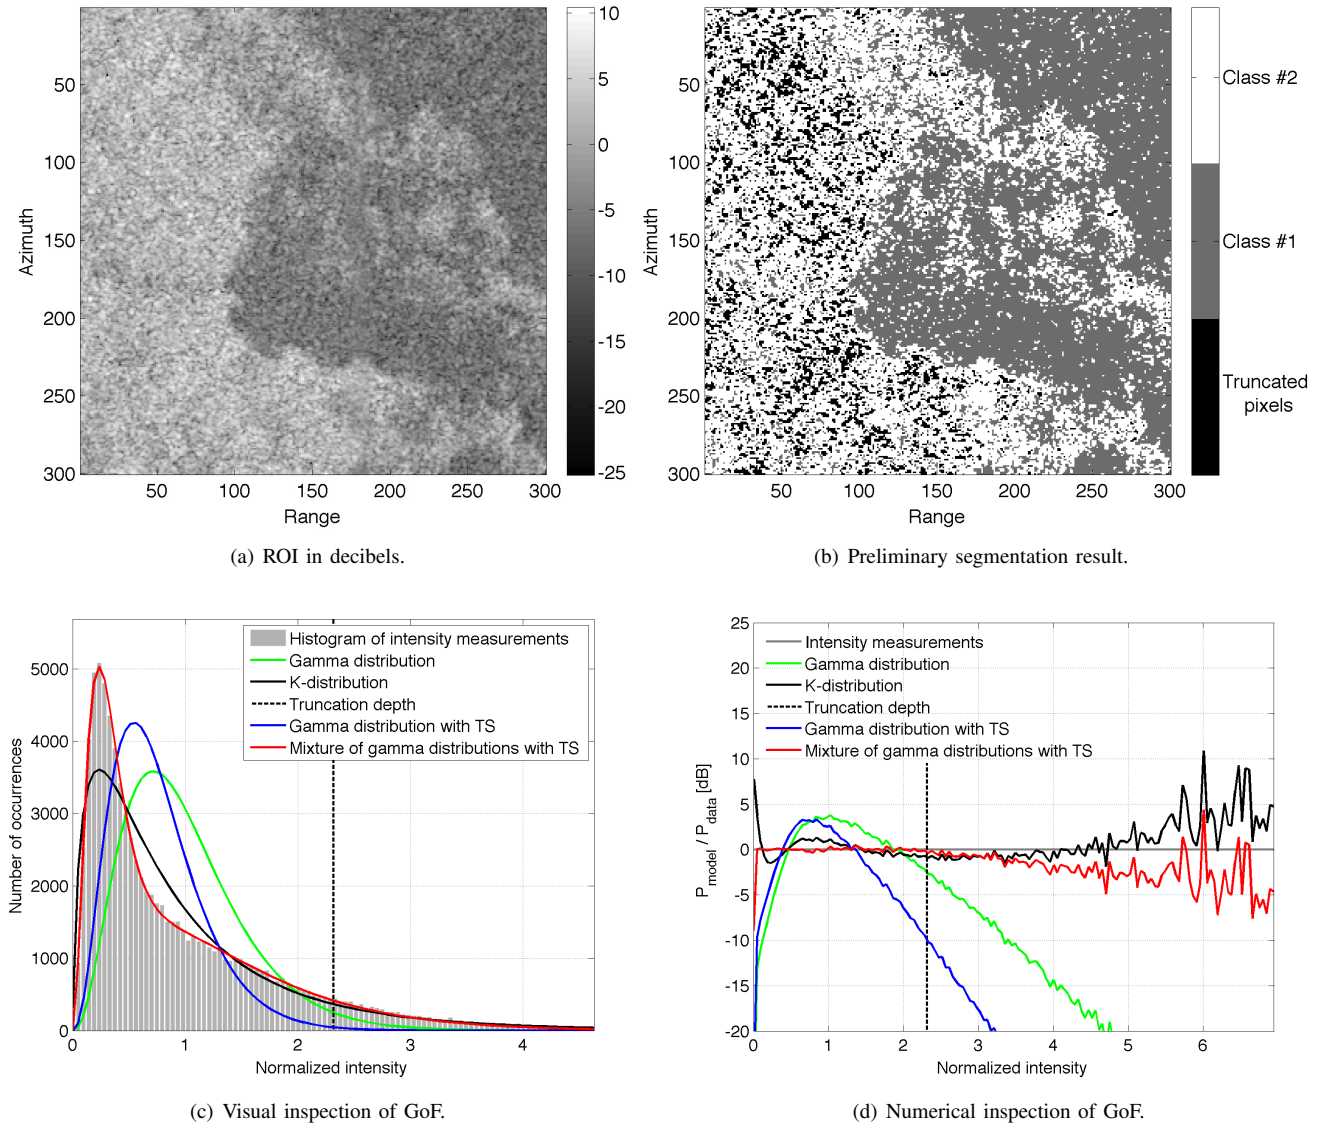 10
5
0
-5
-10
-15
-20
-25
50
100
150
200
250
300
Azimuth
50 100 150 200 250 300
Range
(a) ROI in decibels.
50
100
150
200
250
300
Azimuth
50 100 150 200 250 300
Range
Class #2
Class #1
Truncated
pixels
(b) Preliminary segmentation result.
5000
4000
3000
2000
1000
0
Number of occurrences
Histogram of intensity measurements
Gamma distribution
K-distribution
Truncation depth
Gamma distribution with TS
Mixture of gamma distributions with TS
0 1 2 3 4
Normalized intensity
(c) Visual inspection of GoF.
25
20
15
10
5
0
-5
-10
-15
-20
P model / P data [dB]
Intensity measurements
Gamma distribution
K-distribution
Truncation depth
Gamma distribution with TS
Mixture of gamma distributions with TS
0 1 2 3 4 5 6
Normalized intensity
(d) Numerical inspection of GoF.